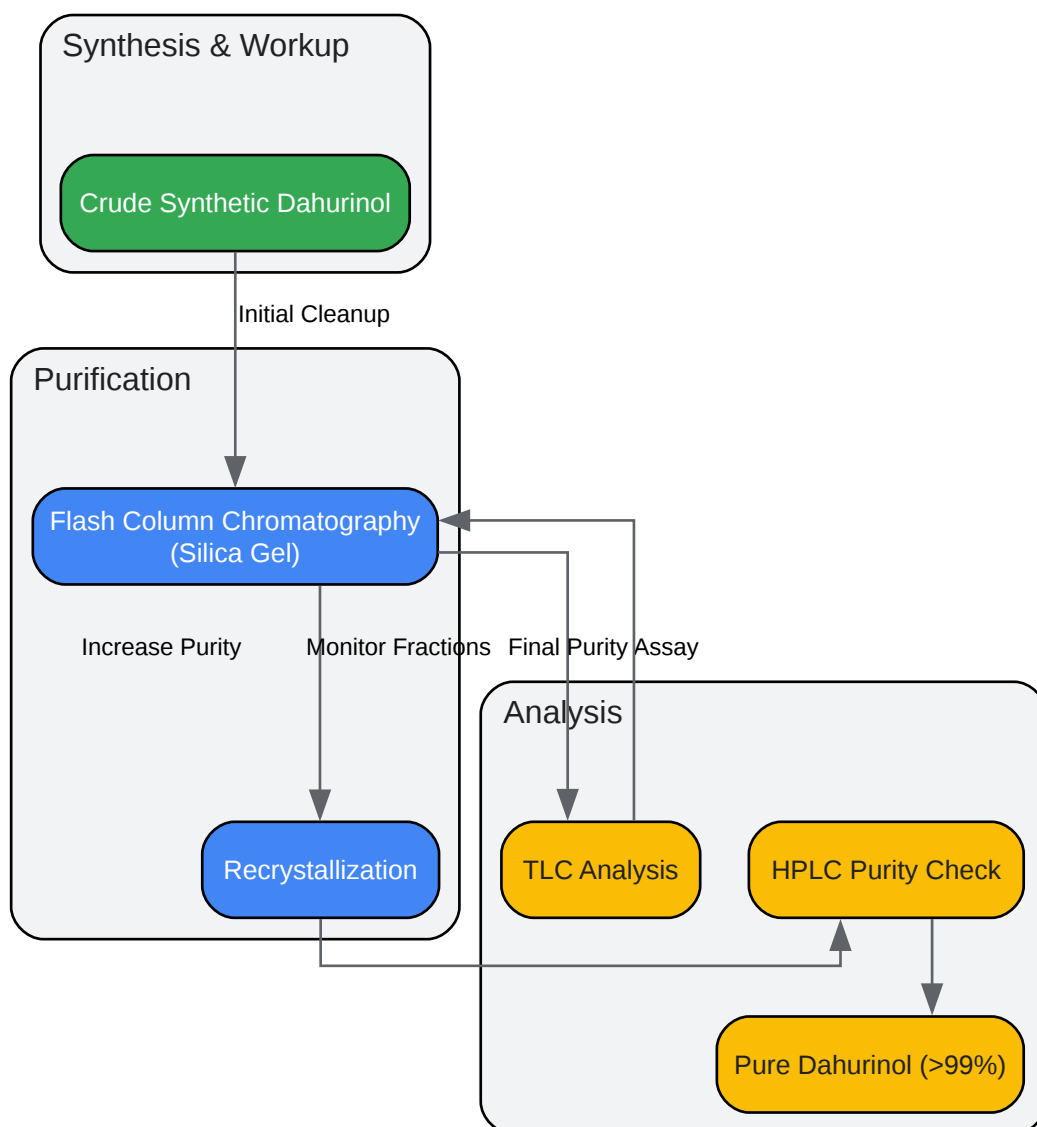 Synthesis & Workup
Crude Synthetic Dahurinol
Initial Cleanup
Purification
Flash Column Chromatography
(Silica Gel)
Increase Purity
Monitor Fractions
Final Purity Assay
Analysis
Recrystallization
TLC Analysis
HPLC Purity Check
Pure Dahurinol (>99%)